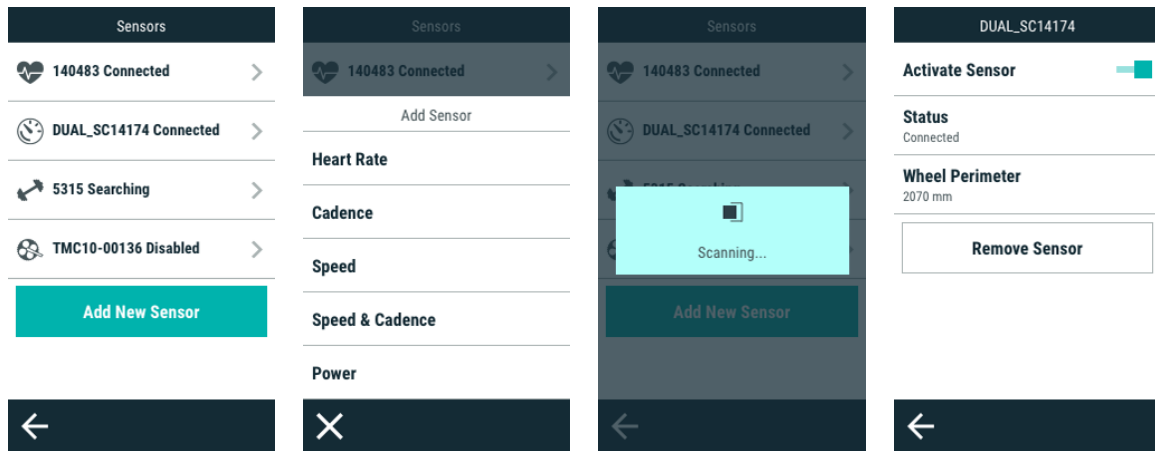 Sensors
140483 Connected
DUAL_SC14174 Connected
5315 Searching
TMC10-00136 Disabled
Add New Sensor
Sensors
140483 Connected
Add Sensor
Heart Rate
Cadence
Speed
Speed & Cadence
Power
Sensors
140483 Connected
DUAL_SC14174 Connected
5315 Searching
Scanning...
Add New Sensor
DUAL_SC14174
Activate Sensor
Status
Connected
Wheel Perimeter
2070 mm
Remove Sensor